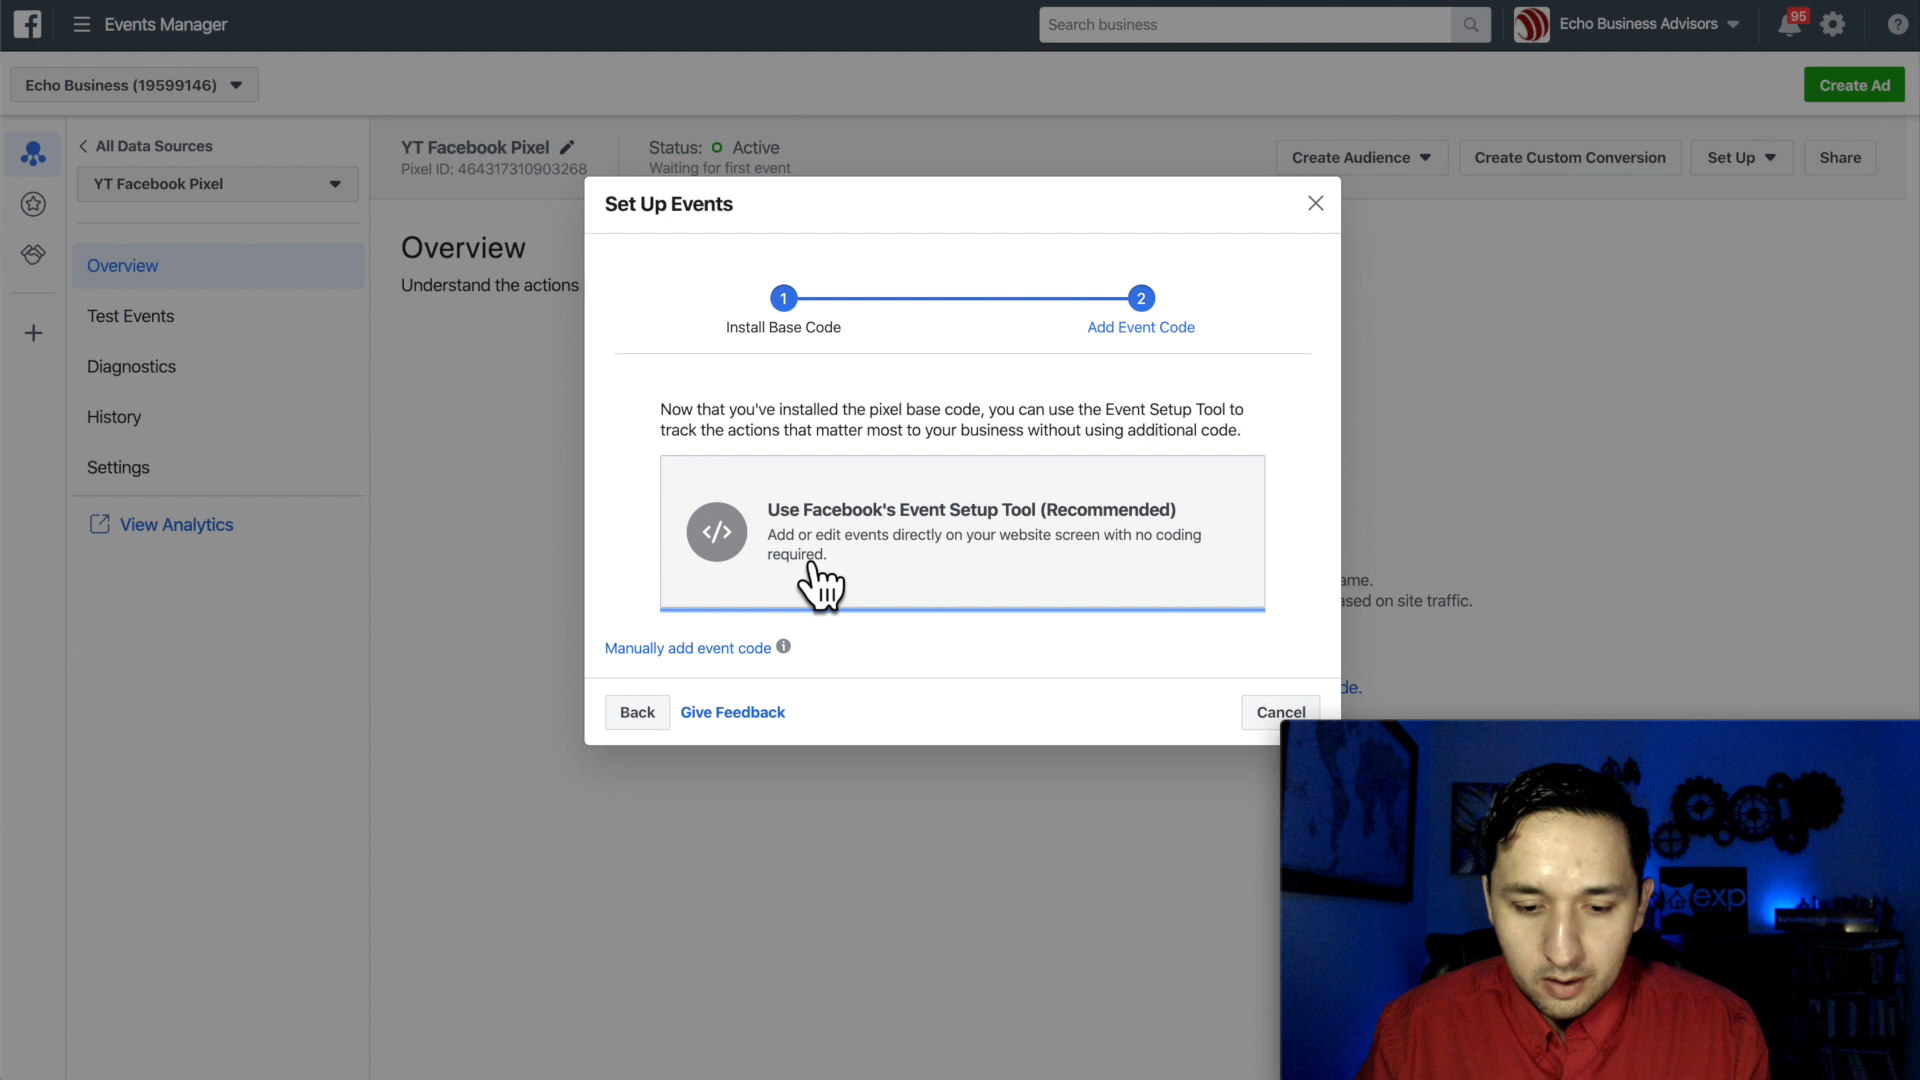 Events Manager
Search business
Echo Business Advisors
95
?
Echo Business (19599146)
Create Ad
All Data Sources
YT Facebook Pixel
YT Facebook Pixel
Pixel ID: 464317310903268
Status: Active
Waiting for first event
Create Audience
Create Custom Conversion
Set Up
Share
Overview
Test Events
Diagnostics
History
Settings
View Analytics
Overview
Understand the actions
Set Up Events
1
2
Install Base Code
Add Event Code
Now that you've installed the pixel base code, you can use the Event Setup Tool to
track the actions that matter most to your business without using additional code.
</>
Use Facebook's Event Setup Tool (Recommended)
Add or edit events directly on your website screen with no coding
required.
Manually add event code
Back
Give Feedback
Cancel
ame.
ased on site traffic.
de.
exp